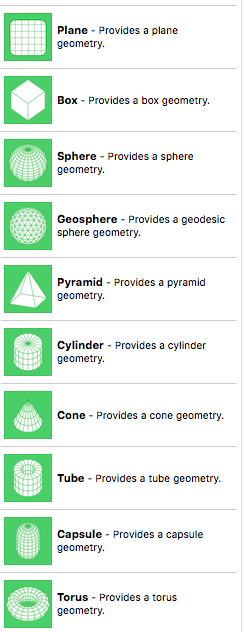 Plane - Provides a plane
geometry.
Box - Provides a box geometry.
Sphere - Provides a sphere
geometry.
Geosphere - Provides a geodesic
sphere geometry.
Pyramid - Provides a pyramid
geometry.
Cylinder - Provides a cylinder
geometry.
Cone - Provides a cone geometry.
Tube - Provides a tube geometry.
Capsule - Provides a capsule
geometry.
Torus - Provides a torus
geometry.